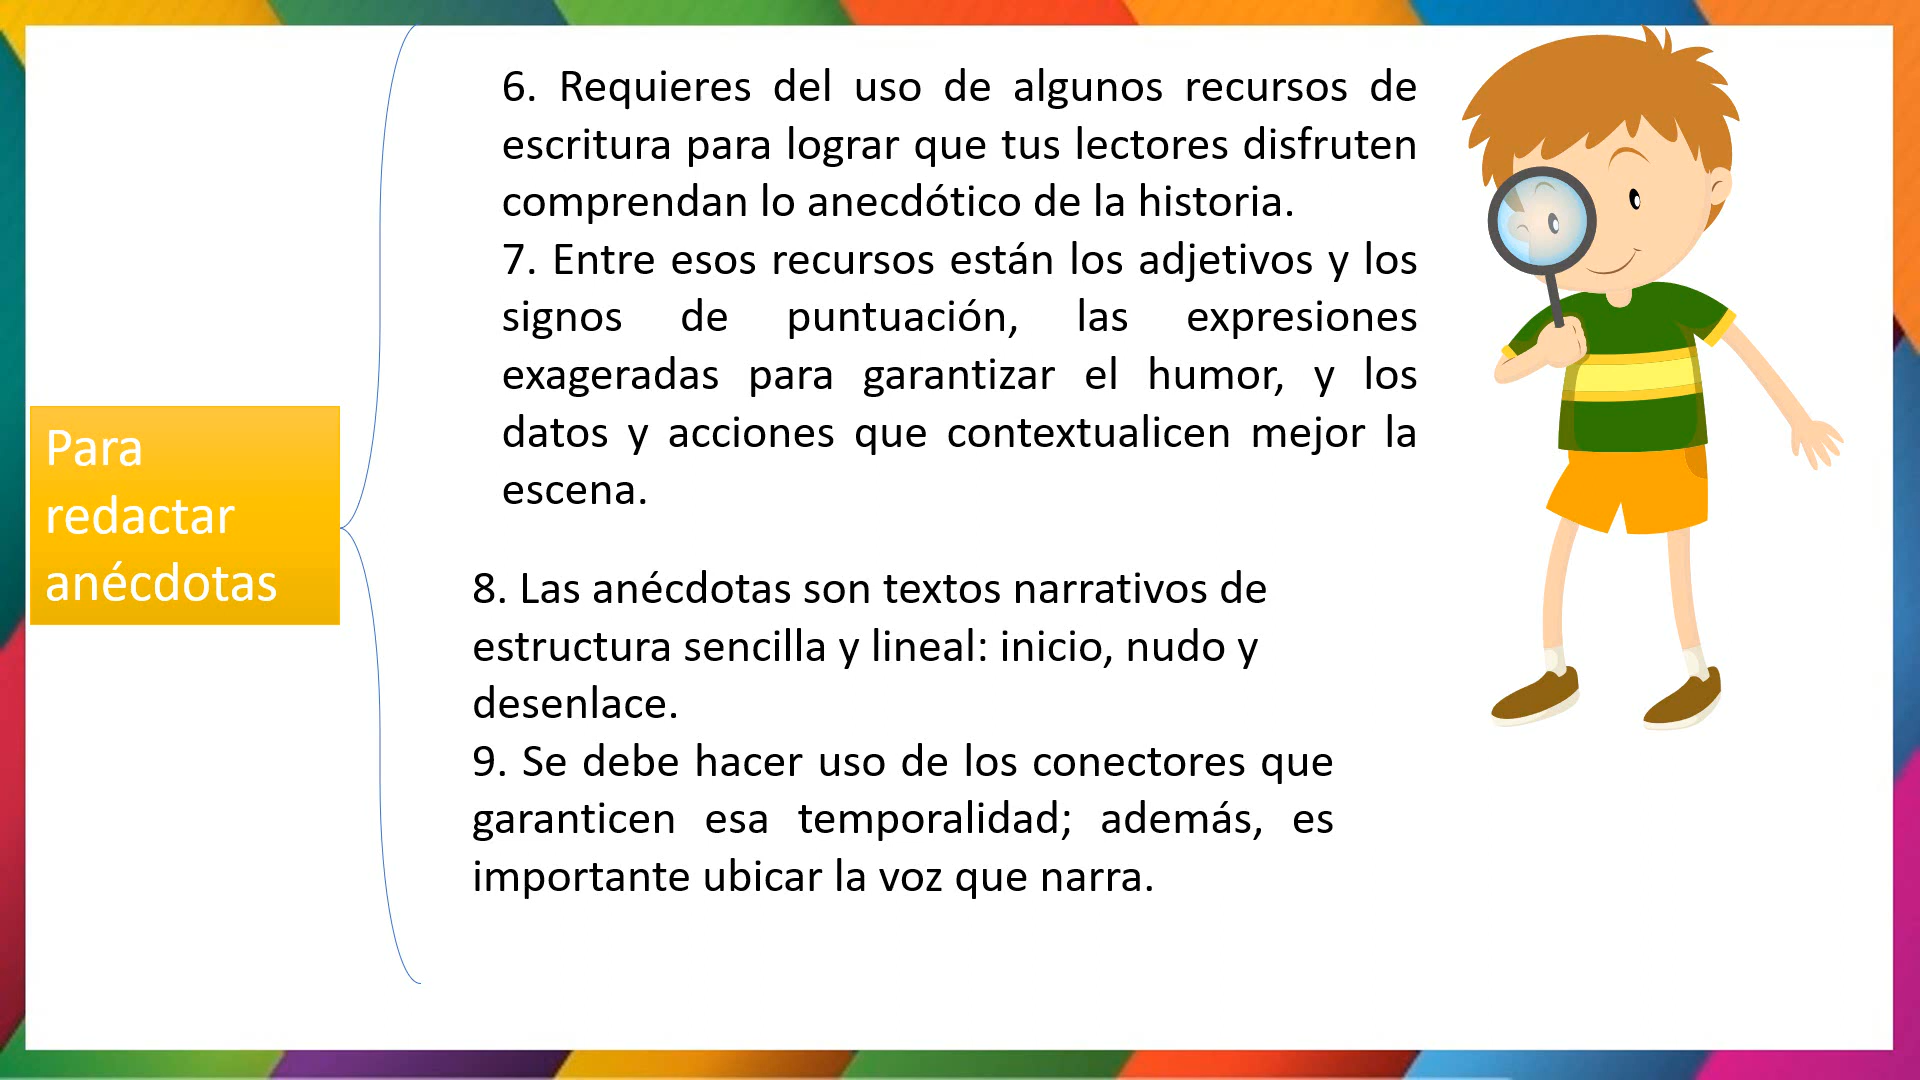 Para
redactar
anécdotas
6. Requieres del uso de algunos recursos de
escritura para lograr que tus lectores disfruten
comprendan lo anecdótico de la historia.
7. Entre esos recursos están los adjetivos y los
signos de puntuación, las expresiones
exageradas para garantizar el humor, y los
datos y acciones que contextualicen mejor la
escena.
8. Las anécdotas son textos narrativos de
estructura sencilla y lineal: inicio, nudo y
desenlace.
9. Se debe hacer uso de los conectores que
garanticen esa temporalidad; además, es
importante ubicar la voz que narra.